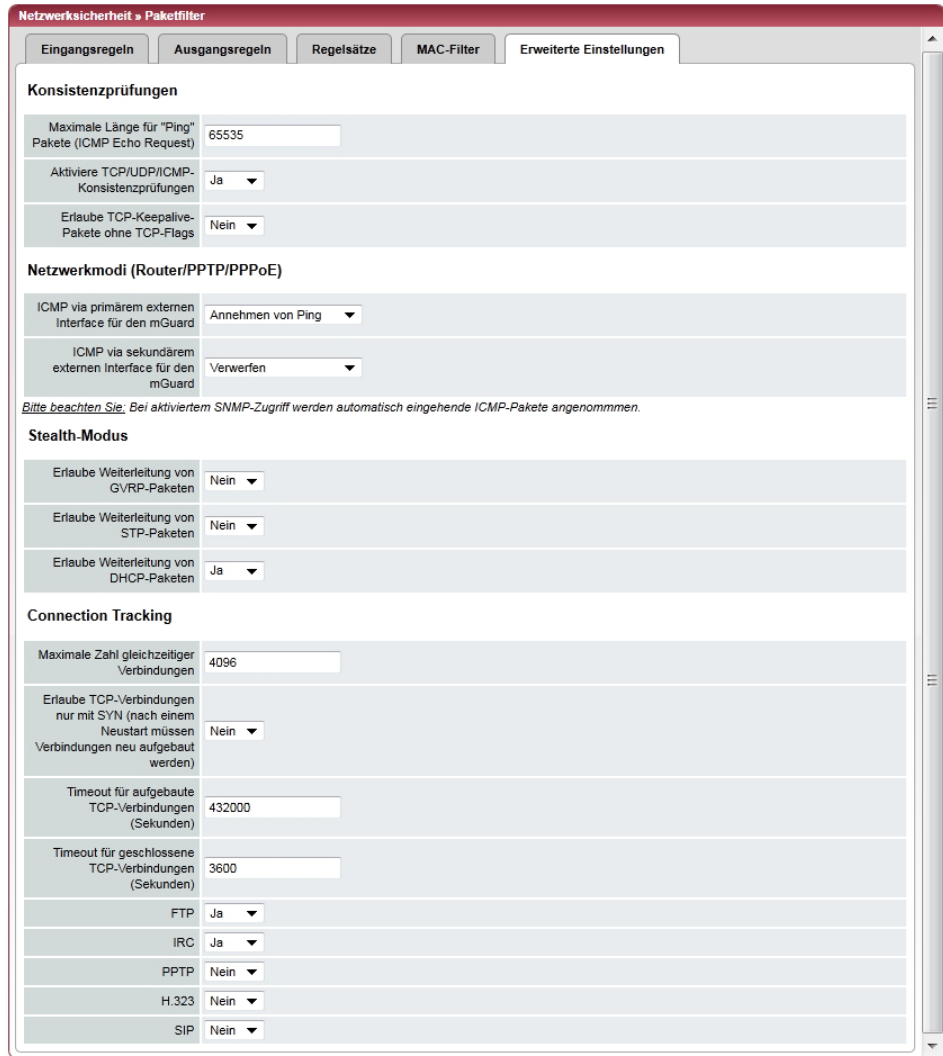 Netzwerksicherheit » Paketfilter
Eingangsregeln
Ausgangsregeln
Regelsätze
MAC-Filter
Erweiterte Einstellungen
Konsistenzprüfungen
Maximale Länge für "Ping"
Pakete (ICMP Echo Request)
65535
Aktiviere TCP/UDP/ICMP-
Konsistenzprüfungen
Ja
Erlaube TCP-Keepalive-
Pakete ohne TCP-Flags
Nein
Netzwerkmodi (Router/PPTP/PPPoE)
ICMP via primärem externen
Interface für den mGuard
Annehmen von Ping
ICMP via sekundärem
externen Interface für den
mGuard
Verwerfen
Bitte beachten Sie: Bei aktiviertem SNMP-Zugriff werden automatisch eingehende ICMP-Pakete angenommmen.
Stealth-Modus
Erlaube Weiterleitung von
GVRP-Paketen
Nein
Erlaube Weiterleitung von
STP-Paketen
Nein
Erlaube Weiterleitung von
DHCP-Paketen
Ja
Connection Tracking
Maximale Zahl gleichzeitiger
Verbindungen
4096
Erlaube TCP-Verbindungen
nur mit SYN (nach einem
Neustart müssen
Verbindungen neu aufgebaut
werden)
Nein
Timeout für aufgebaute
TCP-Verbindungen
(Sekunden)
432000
Timeout für geschlossene
TCP-Verbindungen
(Sekunden)
3600
FTP
Ja
IRC
Ja
PPTP
Nein
H.323
Nein
SIP
Nein